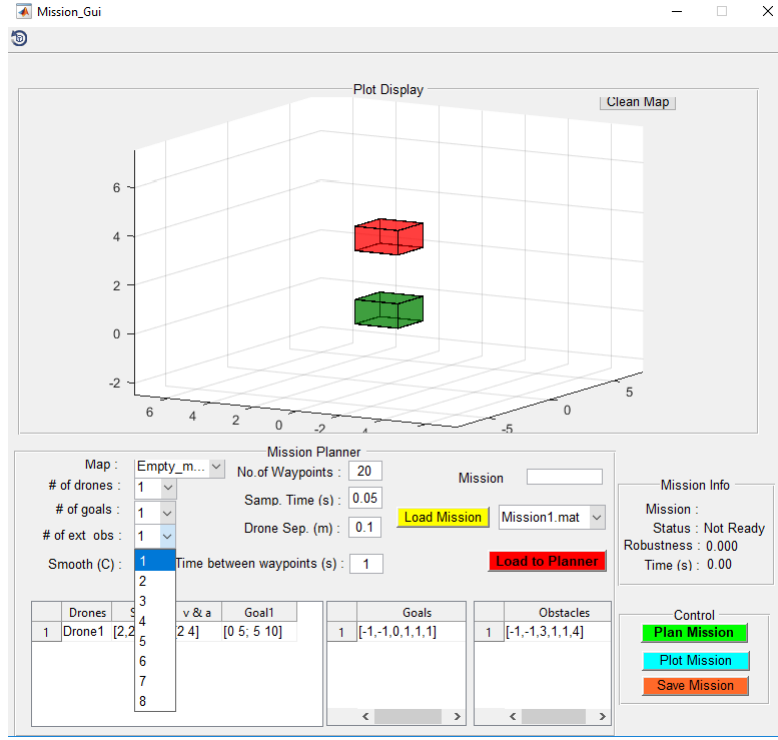 Mission_Gui
Plot Display
Clean Map
6
4
2
0
-2
6 4 2 0 -2 -5 0 5
Mission Planner
Map : Empty_m... No.of Waypoints : 20
Mission
# of drones : 1
Samp. Time (s) : 0.05
# of goals : 1
Load Mission Mission1.mat
# of ext obs : 1
Drone Sep. (m) : 0.1
Smooth (C) : Time between waypoints (s) : 1
Load to Planner
1
2
3
4
5
6
7
8
Drones v & a Goal1
1 Drone1 [2,2 2 4] [0 5; 5 10]
Goals
1 [-1,-1,0,1,1,1]
Obstacles
1 [-1,-1,3,1,1,4]
Mission Info
Mission :
Status : Not Ready
Robustness : 0.000
Time (s) : 0.00
Control
Plan Mission
Plot Mission
Save Mission